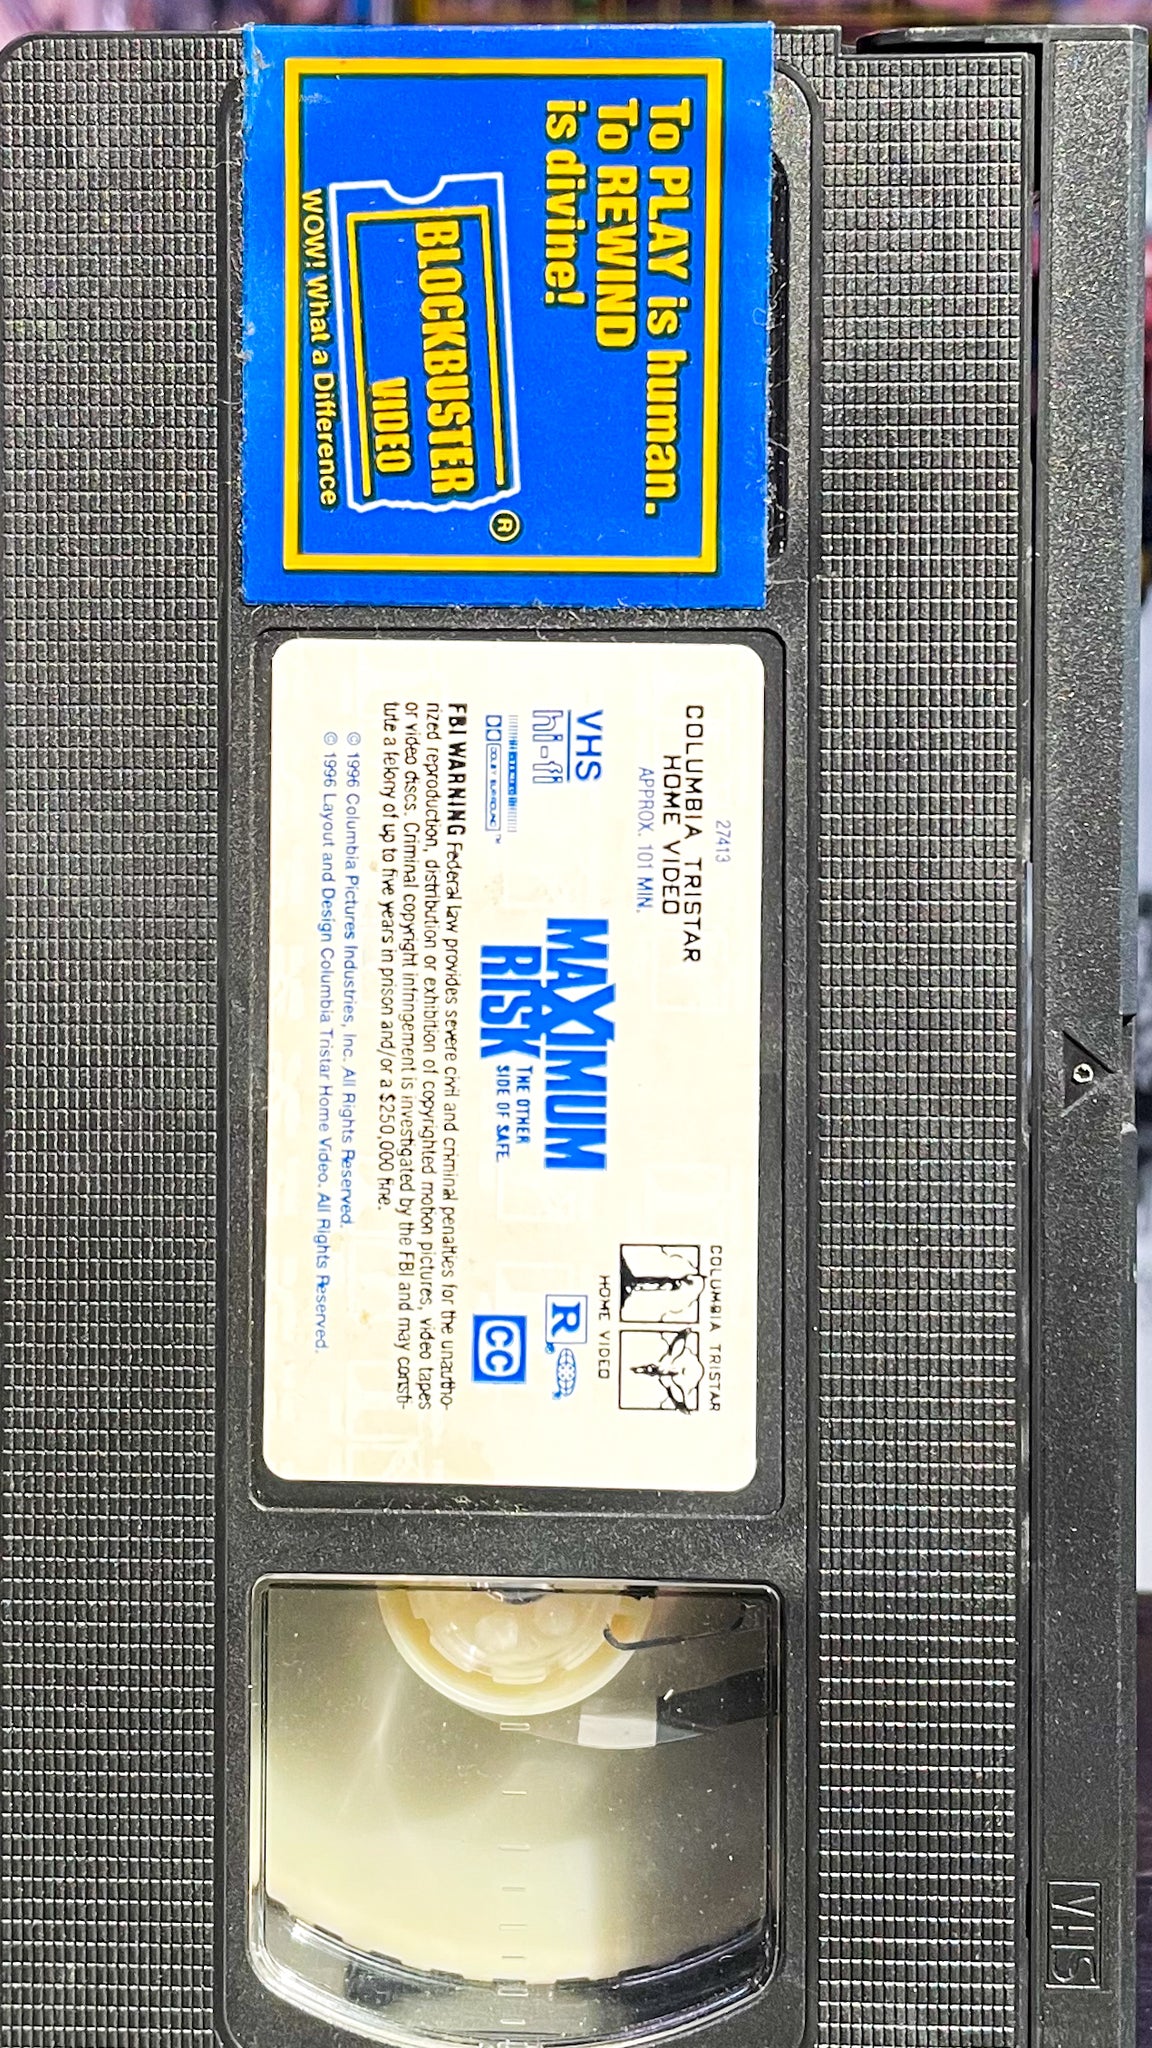 To PLAY is human.
To REWIND
is divine!
BLOCKBUSTER
VIDEO
®
WOW! What a Difference
27413
COLUMBIA TRISTAR
HOME VIDEO
APPROX. 101 MIN.
VHS
hi-fi
DOLBY SURROUND
™
MAXIMUM
RISK
THE OTHER
SIDE OF SAFE.
COLUMBIA TRISTAR
HOME VIDEO
R
®
CC
FBI WARNING Federal law provides severe civil and criminal penalties for the unautho-
rized reproduction, distribution or exhibition of copyrighted motion pictures, video tapes
or video discs. Criminal copyright infringement is investigated by the FBI and may consti-
tute a felony of up to five years in prison and/or a $250,000 fine.
© 1996 Columbia Pictures Industries, Inc. All Rights Reserved.
© 1996 Layout and Design Columbia Tristar Home Video. All Rights Reserved.
VHS